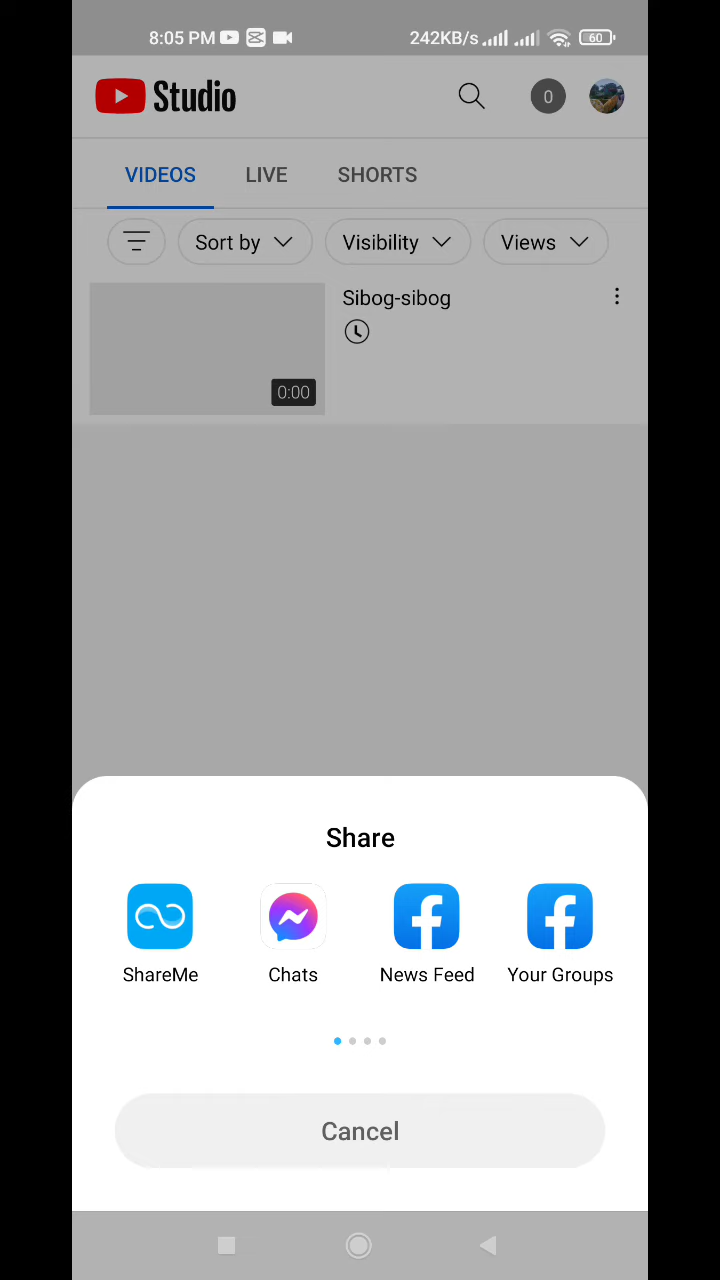 8:05 PM 242KB/s 60
Studio 0
VIDEOS LIVE SHORTS
Sort by Visibility Views
Sibog-sibog
0:00
Share
ShareMe Chats News Feed Your Groups
Cancel